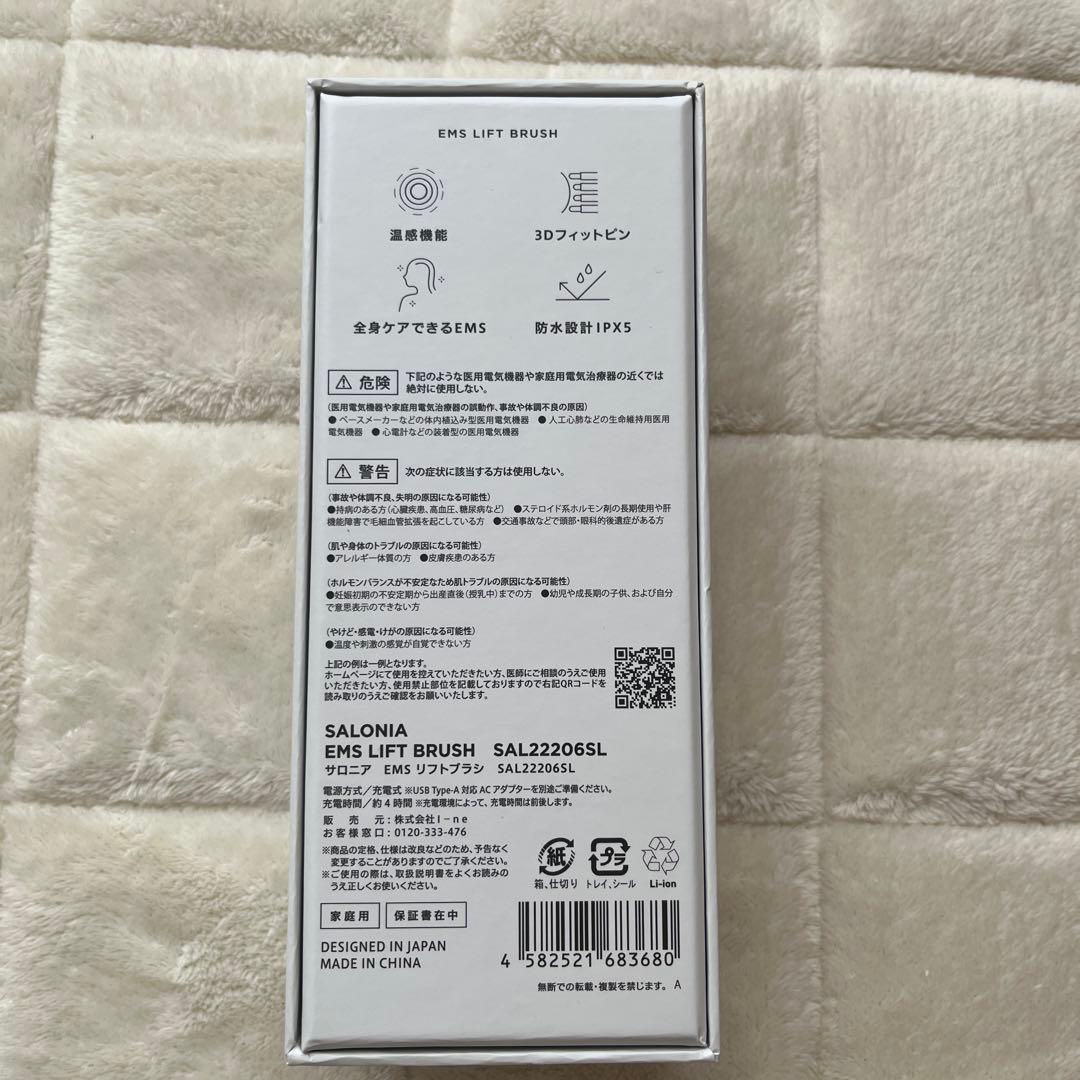 EMS LIFT BRUSH
温感機能
3Dフィットピン
全身ケアできるEMS
防水設計IPX5
危険 下記のような医用電気機器や家庭用電気治療器の近くでは
絶対に使用しない。
(医用電気機器や家庭用電気治療器の誤動作、事故や体調不良の原因)
●ペースメーカーなどの体内植込み型医用電気機器 ●人工心肺などの生命維持用医用
電気機器 ●心電計などの装着型の医用電気機器
警告 次の症状に該当する方は使用しない。
(事故や体調不良、失明の原因になる可能性)
●持病のある方(心臓疾患、高血圧、糖尿病など) ●ステロイド系ホルモン剤の長期使用や肝
機能障害で毛細血管拡張を起こしている方 ●交通事故などで頭部・眼科的後遺症がある方
(肌や身体のトラブルの原因になる可能性)
●アレルギー体質の方 ●皮膚疾患のある方
(ホルモンバランスが不安定なため肌トラブルの原因になる可能性)
●妊娠初期の不安定期から出産直後(授乳中)までの方 ●幼児や成長期の子供、および自分
で意思表示のできない方
(やけど・感電・けがの原因になる可能性)
●温度や刺激の感覚が自覚できない方
上記の例は一例となります。
ホームページにて使用を控えていただきたい方、医師にご相談のうえご使用
いただきたい方、使用禁止部位を記載しておりますので右記QRコードを
読み取りのうえご確認をお願いいたします。
SALONIA
EMS LIFT BRUSH SAL22206SL
サロニア EMS リフトブラシ SAL22206SL
電源方式/充電式 ※USB Type-A 対応 AC アダプターを別途ご準備ください。
充電時間/約4時間 ※充電環境によって、充電時間は前後します。
販売元:株式会社I-ne
お客様窓口:0120-333-476
※商品の定格、仕様は改良などのため、予告なく
変更することがありますのでご了承ください。
※ご使用の際は、取扱説明書をよくお読みの
うえ正しくお使いください。
紙
箱、仕切り
プラ
トレイ、シール
Li-ion
家庭用 保証書在中
DESIGNED IN JAPAN
MADE IN CHINA
4 582521 683680
無断での転載・複製を禁じます。 A